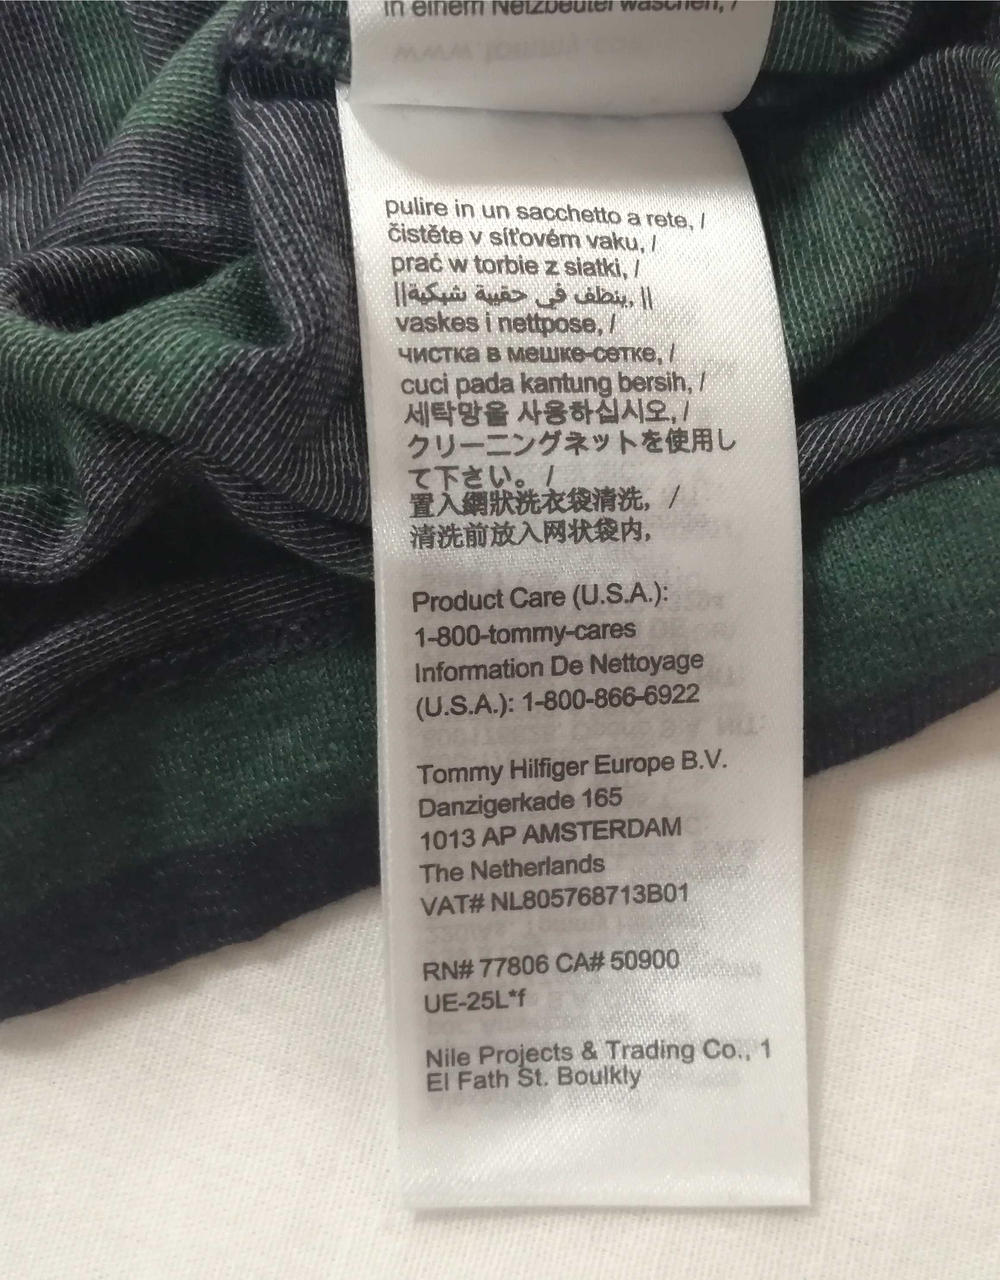 in einem Netzbeutel waschen, /
pulire in un sacchetto a rete, /
čistěte v síťovém vaku, /
prać w torbie z siatki, /
|| ينظف في حقيبة شبكية, ||
vaskes i nettpose, /
чистка в мешке-сетке, /
cuci pada kantung bersih, /
세탁망을 사용하십시오, /
クリーニングネットを使用し
て下さい。 /
置入網狀洗衣袋清洗, /
清洗前放入网状袋内,
Product Care (U.S.A.):
1-800-tommy-cares
Information De Nettoyage
(U.S.A.): 1-800-866-6922
Tommy Hilfiger Europe B.V.
Danzigerkade 165
1013 AP AMSTERDAM
The Netherlands
VAT# NL805768713B01
RN# 77806 CA# 50900
UE-25L*f
Nile Projects & Trading Co., 1
El Fath St. Boulkly